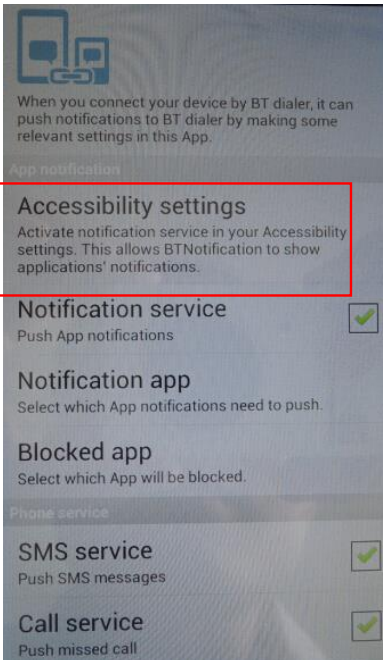 When you connect your device by BT dialer, it can
push notifications to BT dialer by making some
relevant settings in this App.
App notification
Accessibility settings
Activate notification service in your Accessibility
settings. This allows BTNotification to show
applications' notifications.
Notification service
Push App notifications
Notification app
Select which App notifications need to push.
Blocked app
Select which App will be blocked.
Phone service
SMS service
Push SMS messages
Call service
Push missed call